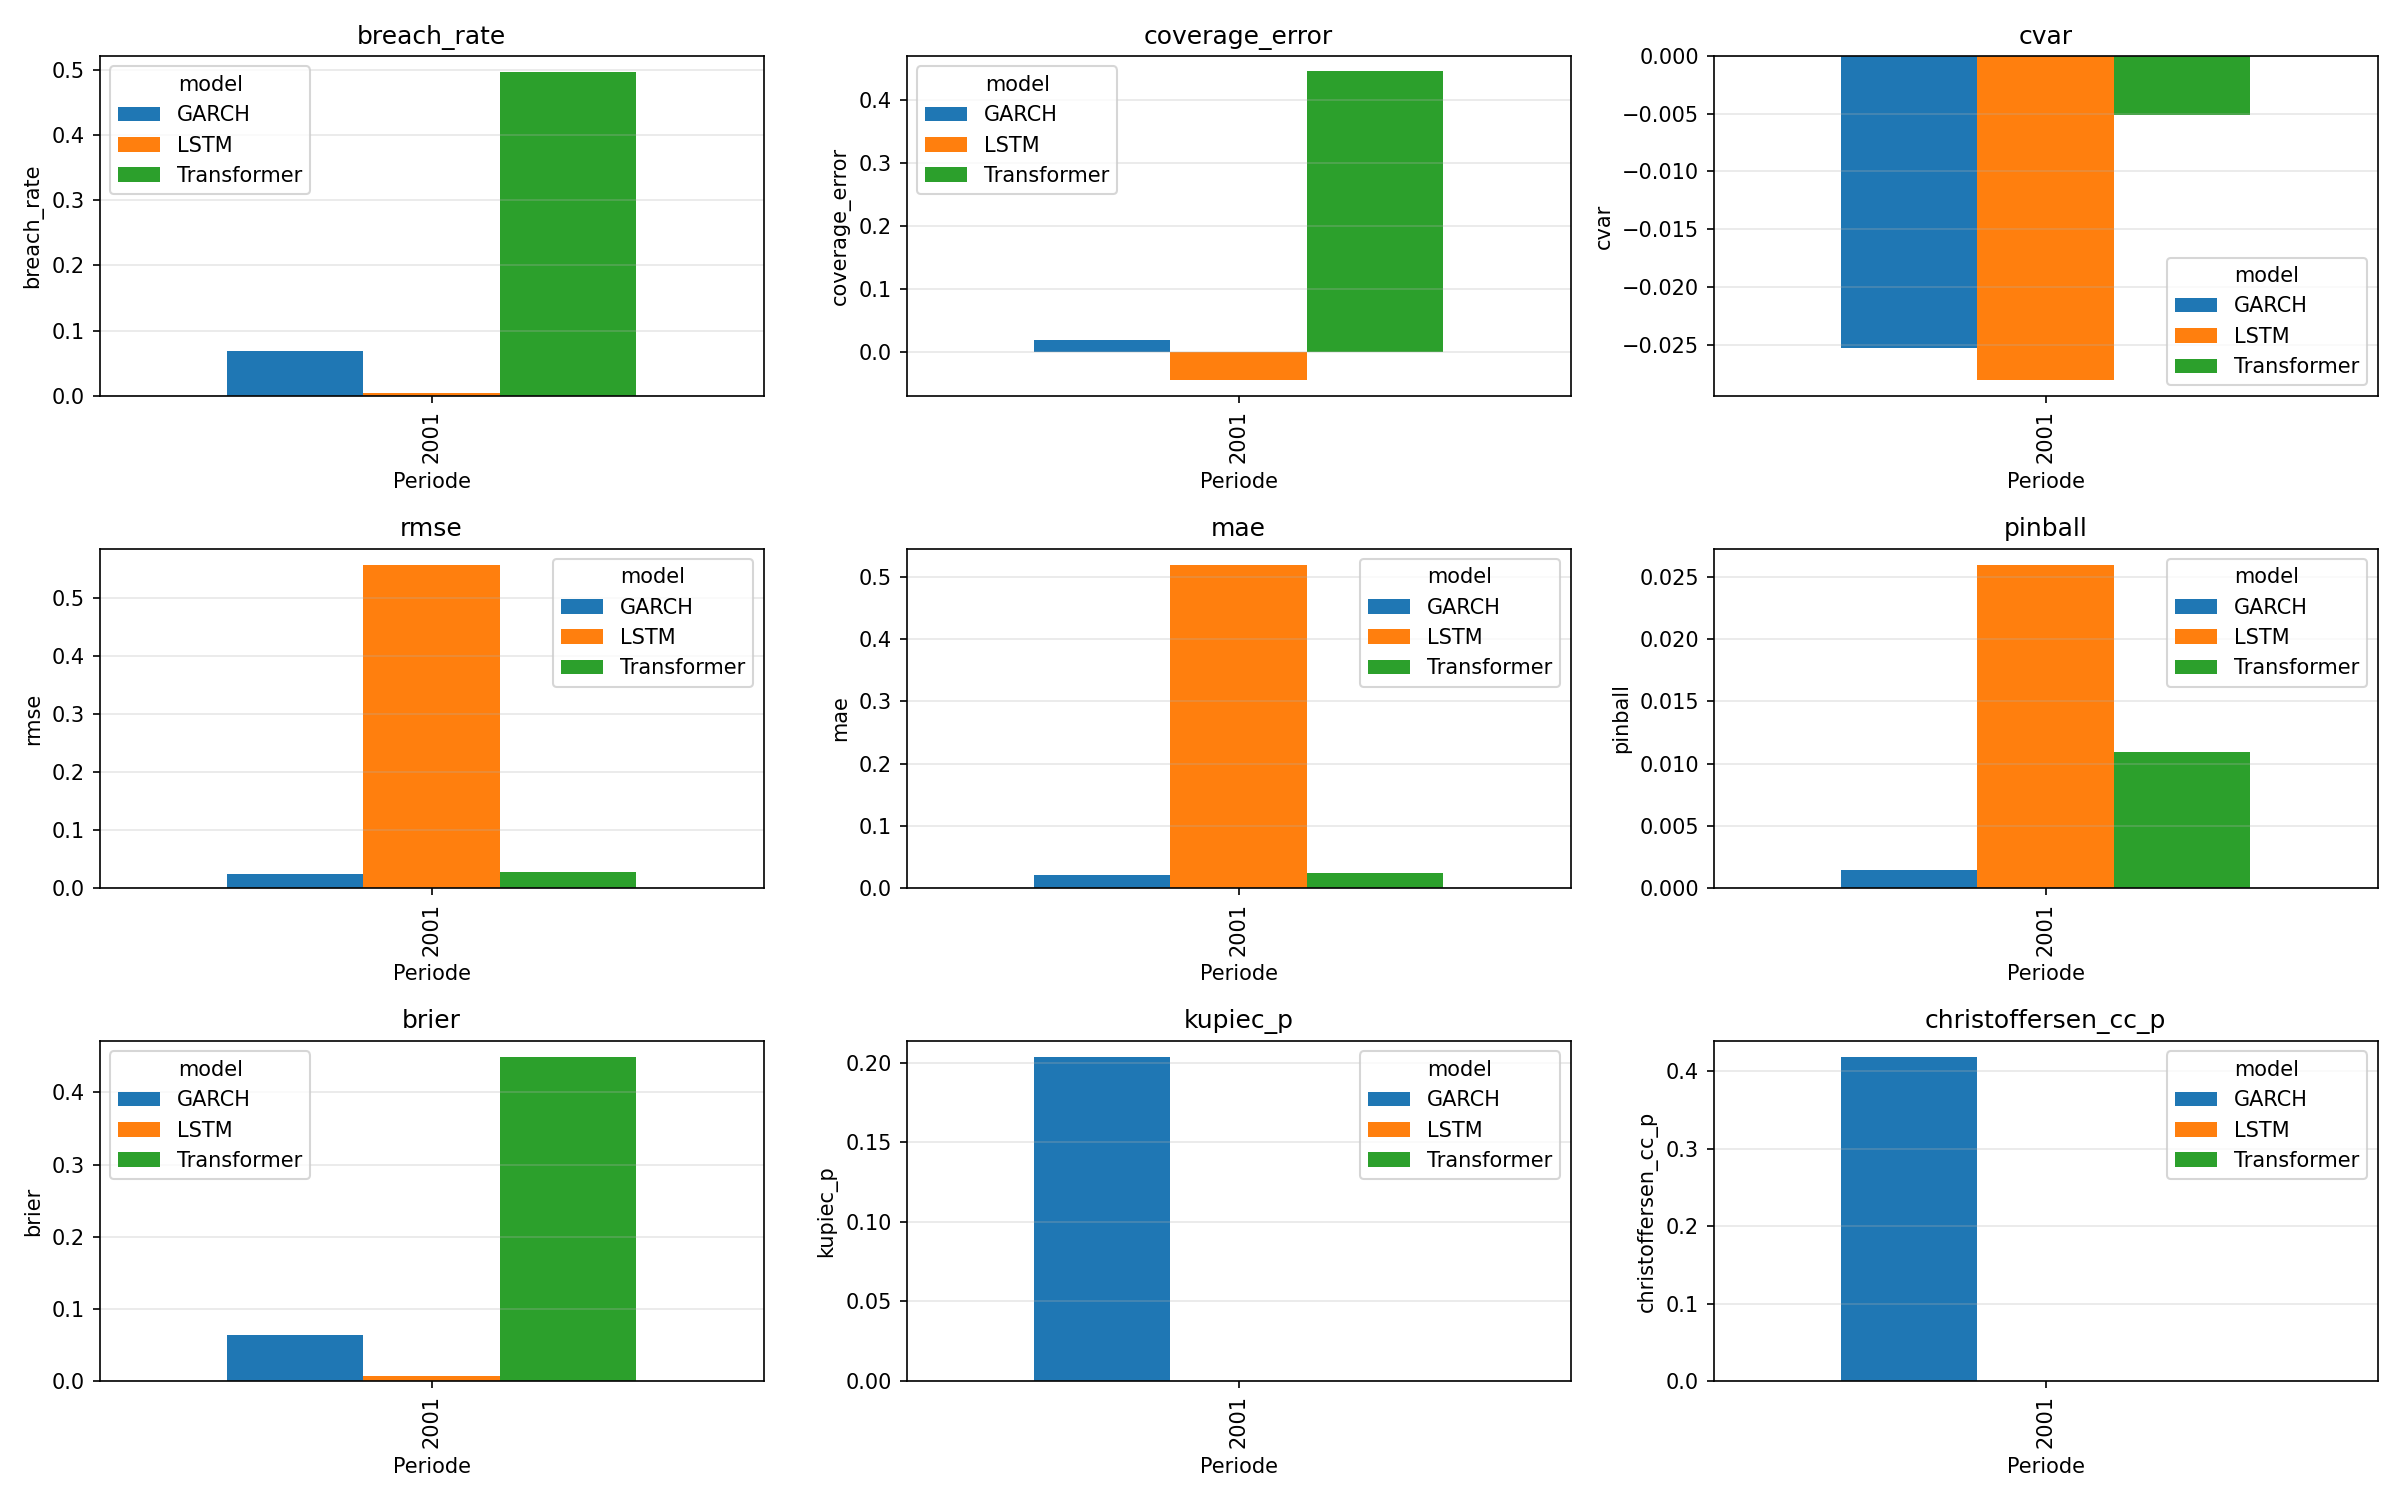 breach_rate
breach_rate
0.5
0.4
0.3
0.2
0.1
0.0
model
GARCH
LSTM
Transformer
2001
Periode
coverage_error
coverage_error
0.4
0.3
0.2
0.1
0.0
model
GARCH
LSTM
Transformer
2001
Periode
cvar
cvar
0.000
−0.005
−0.010
−0.015
−0.020
−0.025
model
GARCH
LSTM
Transformer
2001
Periode
rmse
rmse
0.5
0.4
0.3
0.2
0.1
0.0
model
GARCH
LSTM
Transformer
2001
Periode
mae
mae
0.5
0.4
0.3
0.2
0.1
0.0
model
GARCH
LSTM
Transformer
2001
Periode
pinball
pinball
0.025
0.020
0.015
0.010
0.005
0.000
model
GARCH
LSTM
Transformer
2001
Periode
brier
brier
0.4
0.3
0.2
0.1
0.0
model
GARCH
LSTM
Transformer
2001
Periode
kupiec_p
kupiec_p
0.20
0.15
0.10
0.05
0.00
model
GARCH
LSTM
Transformer
2001
Periode
christoffersen_cc_p
christoffersen_cc_p
0.4
0.3
0.2
0.1
0.0
model
GARCH
LSTM
Transformer
2001
Periode